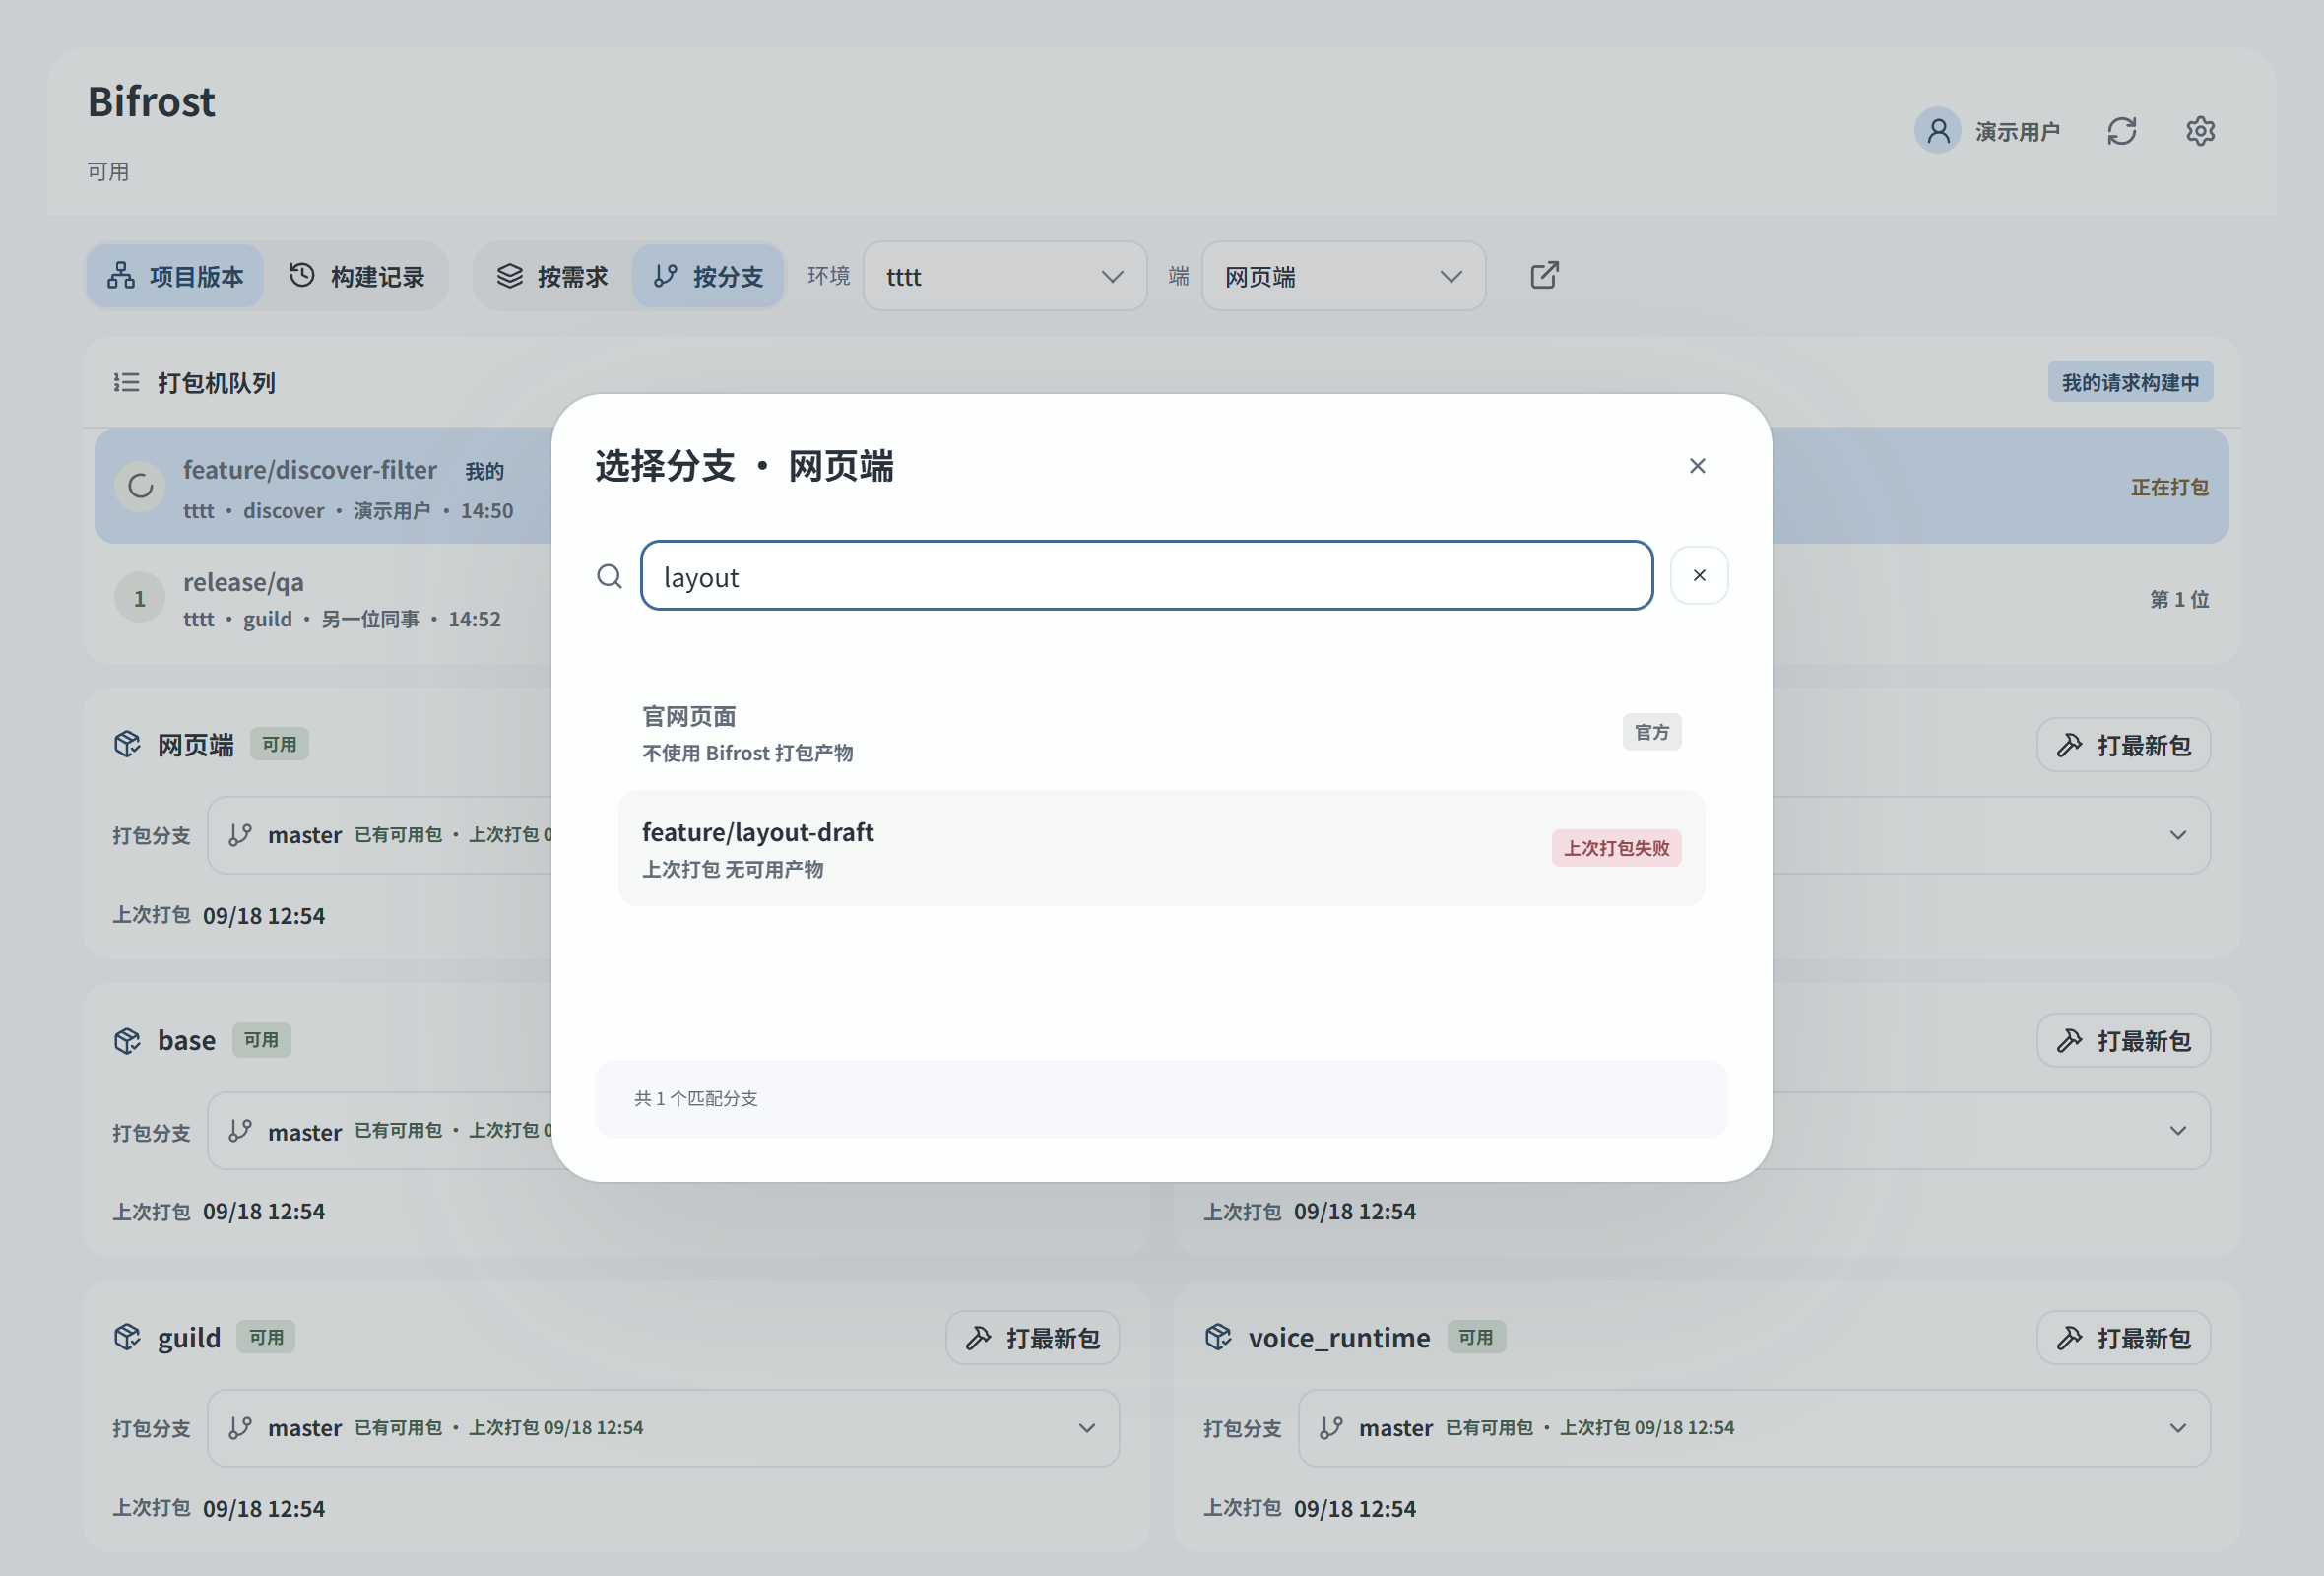 Bifrost
可用
演示用户
项目版本
构建记录
按需求
按分支
环境
tttt
端
网页端
打包机队列
我的请求构建中
feature/discover-filter 我的
tttt • discover • 演示用户 • 14:50
正在打包
1
release/qa
tttt • guild • 另一位同事 • 14:52
第 1 位
选择分支 • 网页端
layout
官网页面
不使用 Bifrost 打包产物
官方
feature/layout-draft
上次打包 无可用产物
上次打包失败
共 1 个匹配分支
网页端 可用
打最新包
打包分支
master 已有可用包 • 上次打包 0
上次打包 09/18 12:54
base 可用
打最新包
打包分支
master 已有可用包 • 上次打包 0
上次打包 09/18 12:54
上次打包 09/18 12:54
guild 可用
打最新包
打包分支
master 已有可用包 • 上次打包 09/18 12:54
上次打包 09/18 12:54
voice_runtime 可用
打最新包
打包分支
master 已有可用包 • 上次打包 09/18 12:54
上次打包 09/18 12:54